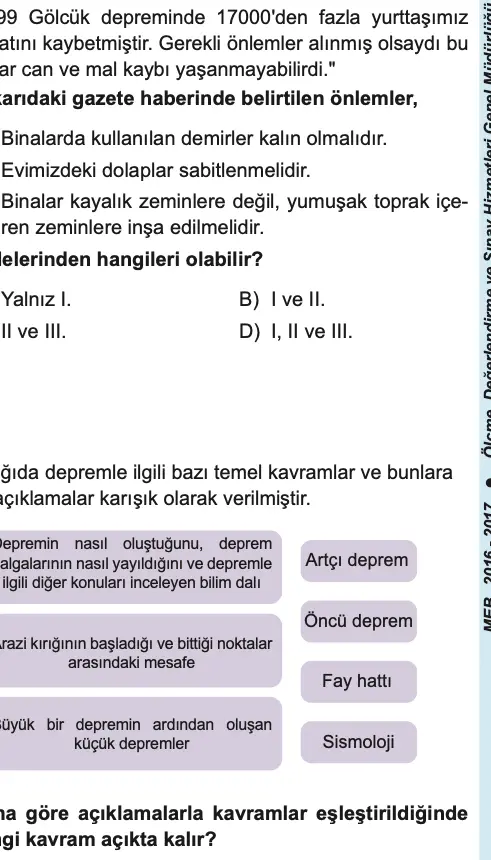 99 Gölcük depreminde 17000'den fazla yurttaşımız
atını kaybetmiştir. Gerekli önlemler alınmış olsaydı bu
ar can ve mal kaybı yaşanmayabilirdi."
karıdaki gazete haberinde belirtilen önlemler,
Binalarda kullanılan demirler kalın olmalıdır.
Evimizdeki dolaplar sabitlenmelidir.
Binalar kayalık zeminlere değil, yumuşak toprak içe-
ren zeminlere inşa edilmelidir.
lelerinden hangileri olabilir?
Yalnız I.
B) I ve II.
II ve III.
D) I, II ve III.
ğıda depremle ilgili bazı temel kavramlar ve bunlara
açıklamalar karışık olarak verilmiştir.
Depremin nasıl oluştuğunu, deprem
algalarının nasıl yayıldığını ve depremle
ilgili diğer konuları inceleyen bilim dalı
Arazi kırığının başladığı ve bittiği noktalar
arasındaki mesafe
Büyük bir depremin ardından oluşan
küçük depremler
Artçı deprem
Öncü deprem
Fay hattı
Sismoloji
na göre açıklamalarla kavramlar eşleştirildiğinde
ngi kavram açıkta kalır?
MEB 2016 - 2017 ● Ölçme, Değerlendirme ve Sınav Hizmetleri Genel Müdürlüğü